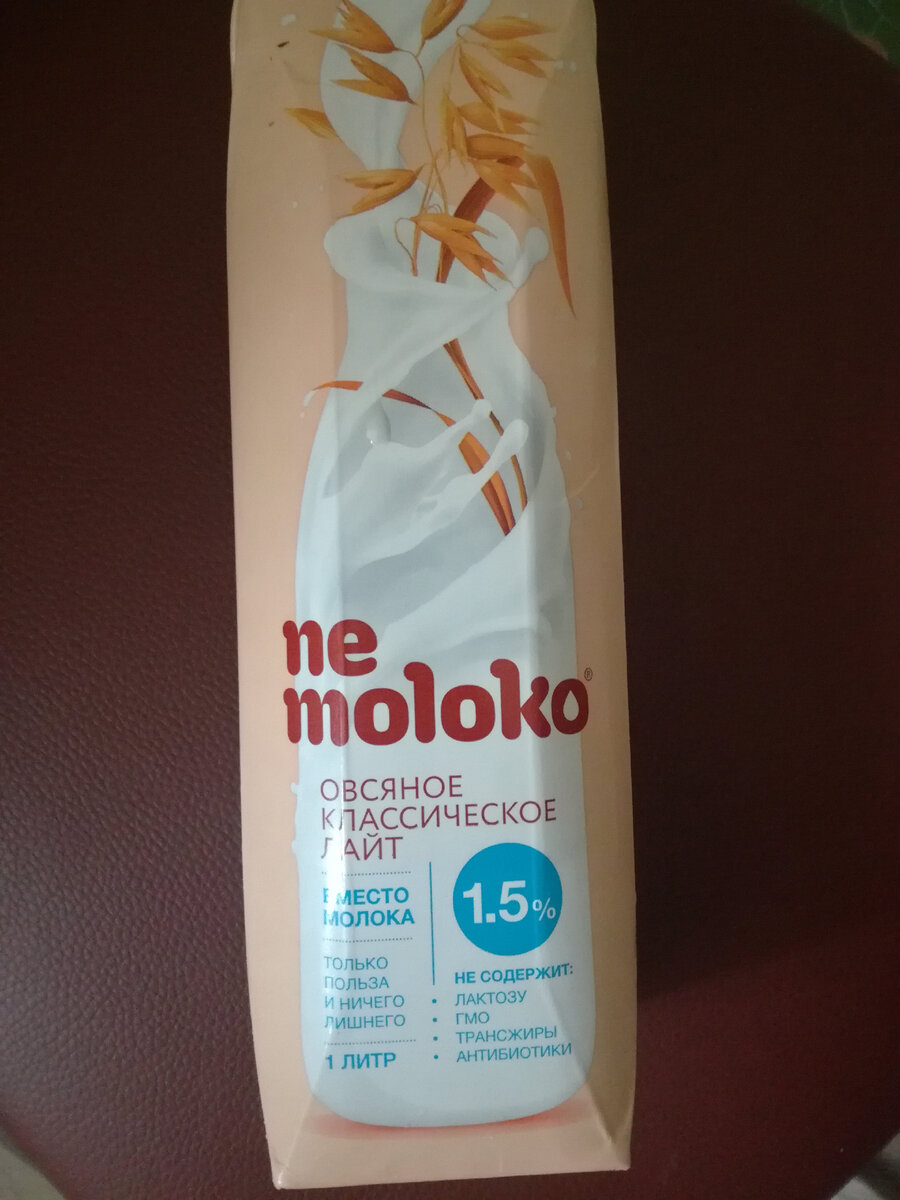 ne
moloko®
ОВСЯНОЕ
КЛАССИЧЕСКОЕ
ЛАЙТ
ВМЕСТО
МОЛОКА
ТОЛЬКО
ПОЛЬЗА
И НИЧЕГО
ЛИШНЕГО
1 ЛИТР
1.5%
НЕ СОДЕРЖИТ:
• ЛАКТОЗУ
• ГМО
• ТРАНСЖИРЫ
• АНТИБИОТИКИ